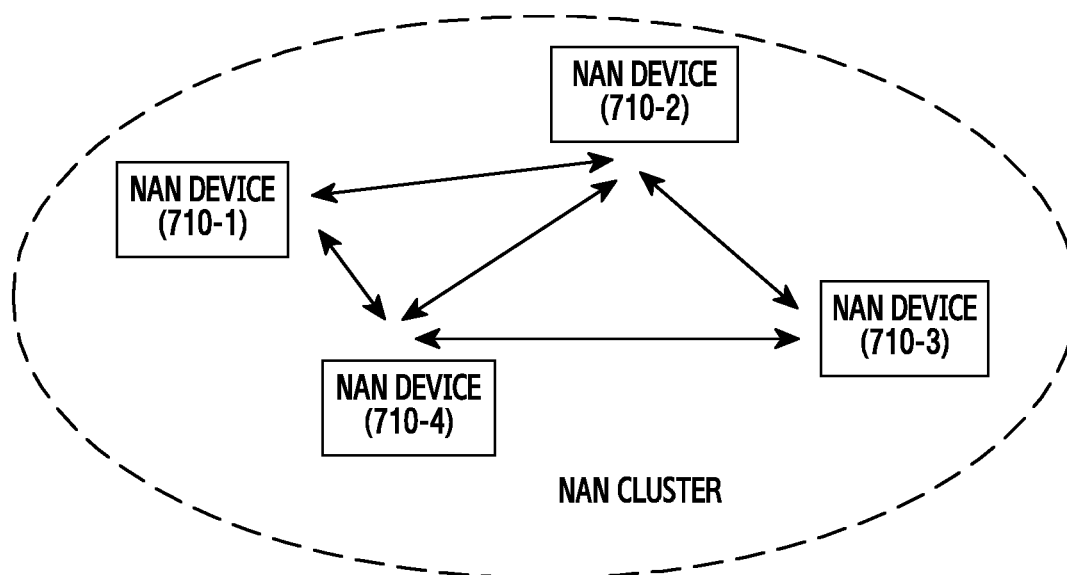 NAN DEVICE
(710-2)
NAN DEVICE
(710-1)
NAN DEVICE
(710-3)
NAN DEVICE
(710-4)
NAN CLUSTER